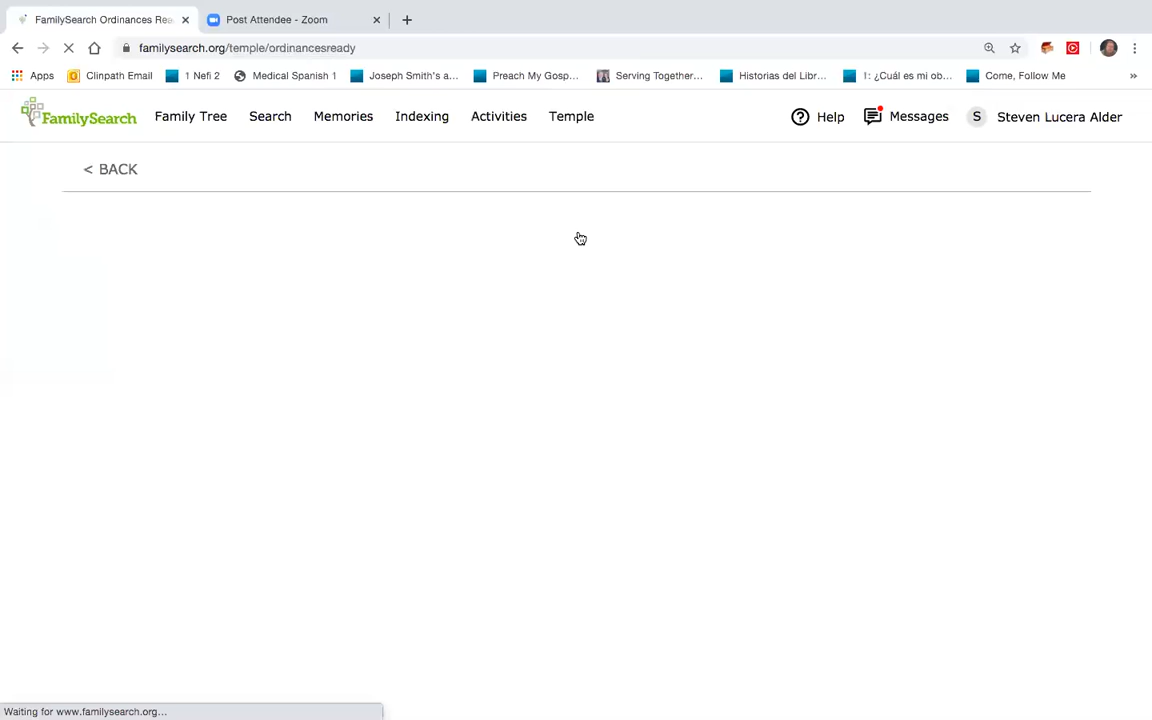 FamilySearch Ordinances Rea
Post Attendee - Zoom
familysearch.org/temple/ordinancesready
Apps
Clinpath Email
1 Nefi 2
Medical Spanish 1
Joseph Smith's a...
Preach My Gosp...
Serving Together...
Historias del Libr...
1: ¿Cuál es mi ob...
Come, Follow Me
»
FamilySearch
Family Tree
Search
Memories
Indexing
Activities
Temple
Help
Messages
S
Steven Lucera Alder
< BACK
Waiting for www.familysearch.org...